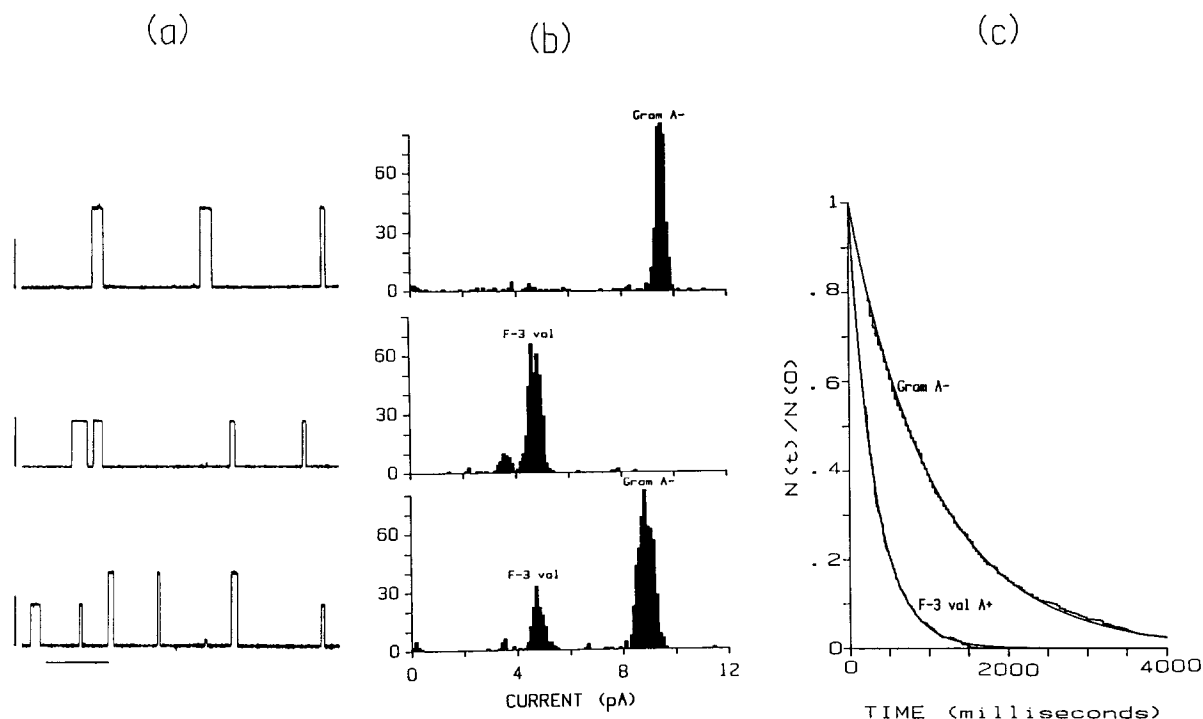 (a)
(b)
(c)
Gram A-
60
30
0
F-3 val
60
30
0
Gram A-
F-3 val
60
30
0
0 4 8 12
CURRENT (pA)
1
.8
.6
.4
.2
0
N(t)/N(0)
Gram A-
F-3 val A+
0 2000 4000
TIME (milliseconds)